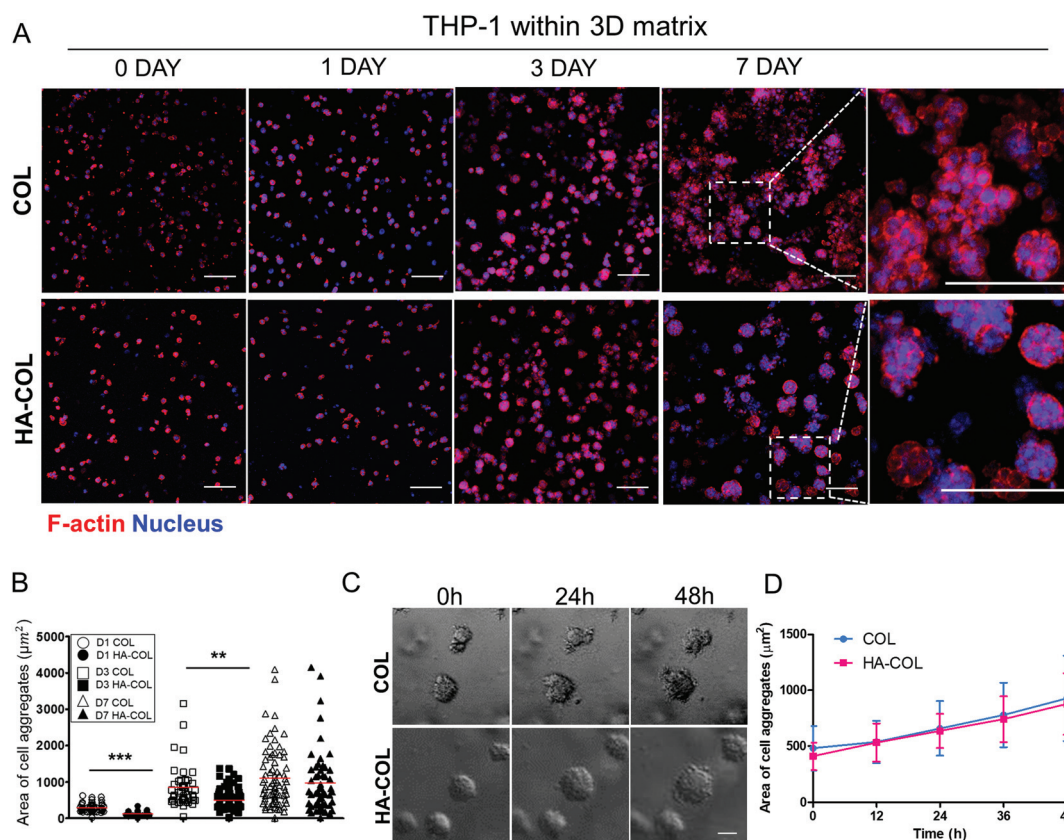 A
THP-1 within 3D matrix
0 DAY
1 DAY
3 DAY
7 DAY
COL
HA-COL
F-actin Nucleus
B
Area of cell aggregates (μm²)
5000
4000
3000
2000
1000
0
D1 COL
D1 HA-COL
D3 COL
D3 HA-COL
D7 COL
D7 HA-COL
***
**
C
0h
24h
48h
COL
HA-COL
D
Area of cell aggregates (μm²)
1500
1000
500
0
COL
HA-COL
0
12
24
36
Time (h)